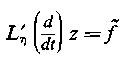 L'_η (d/dt) z = f̃